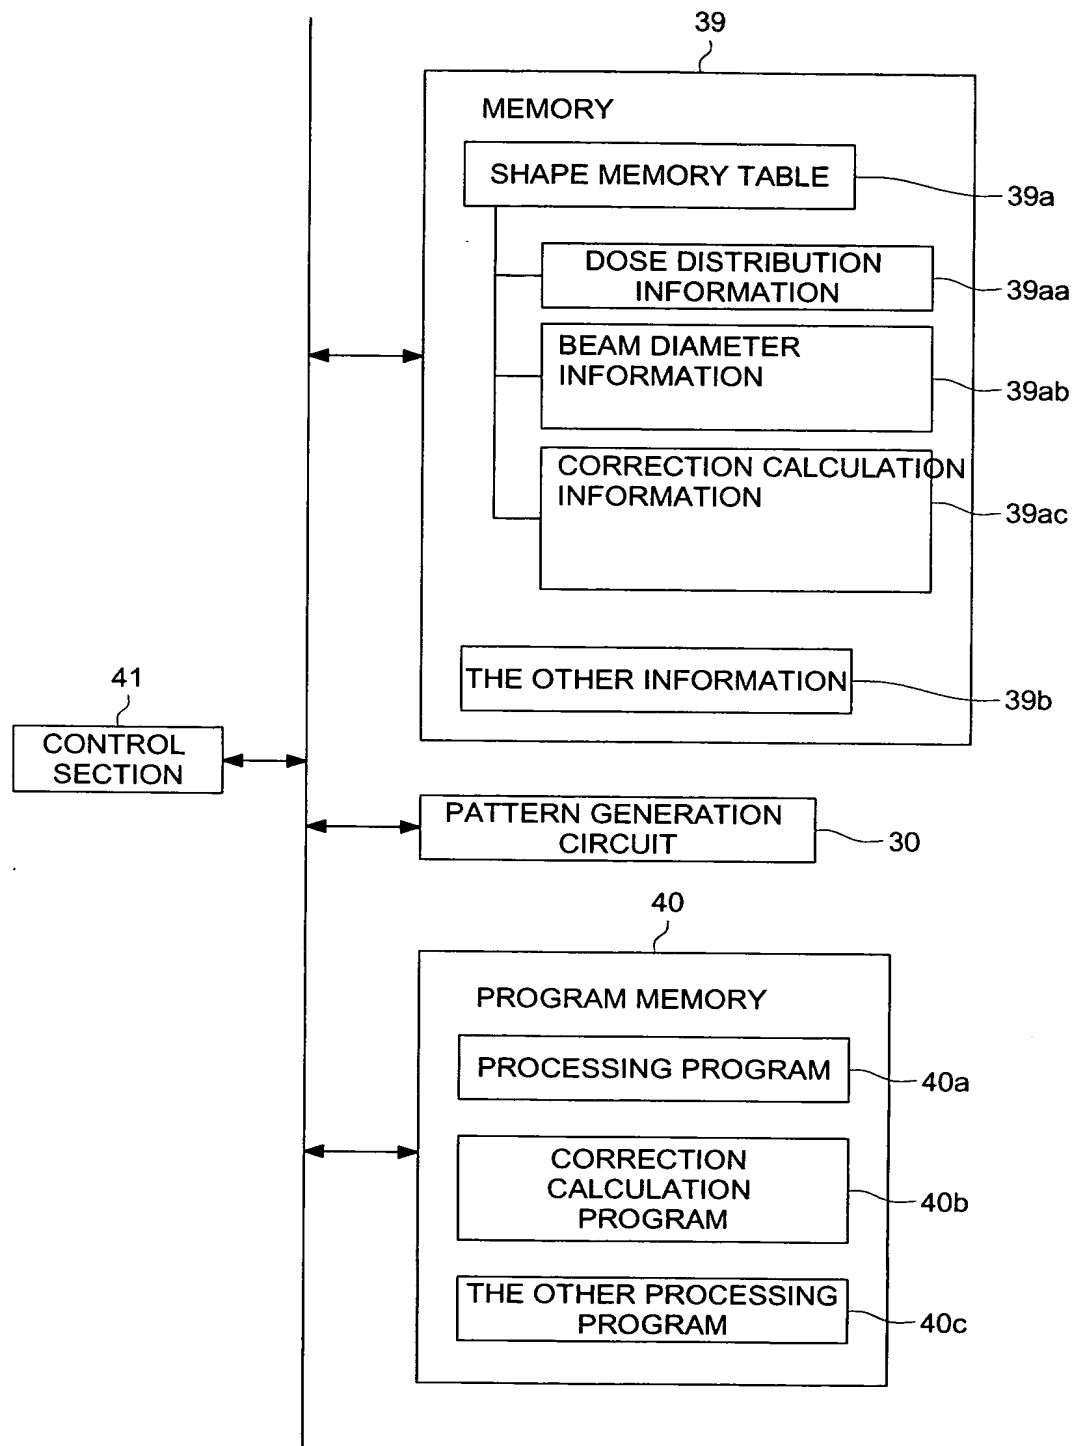 39
MEMORY
SHAPE MEMORY TABLE
39a
DOSE DISTRIBUTION
INFORMATION
39aa
BEAM DIAMETER
INFORMATION
39ab
CORRECTION CALCULATION
INFORMATION
39ac
THE OTHER INFORMATION
39b
41
CONTROL
SECTION
PATTERN GENERATION
CIRCUIT
30
40
PROGRAM MEMORY
PROCESSING PROGRAM
40a
CORRECTION
CALCULATION
PROGRAM
40b
THE OTHER PROCESSING
PROGRAM
40c